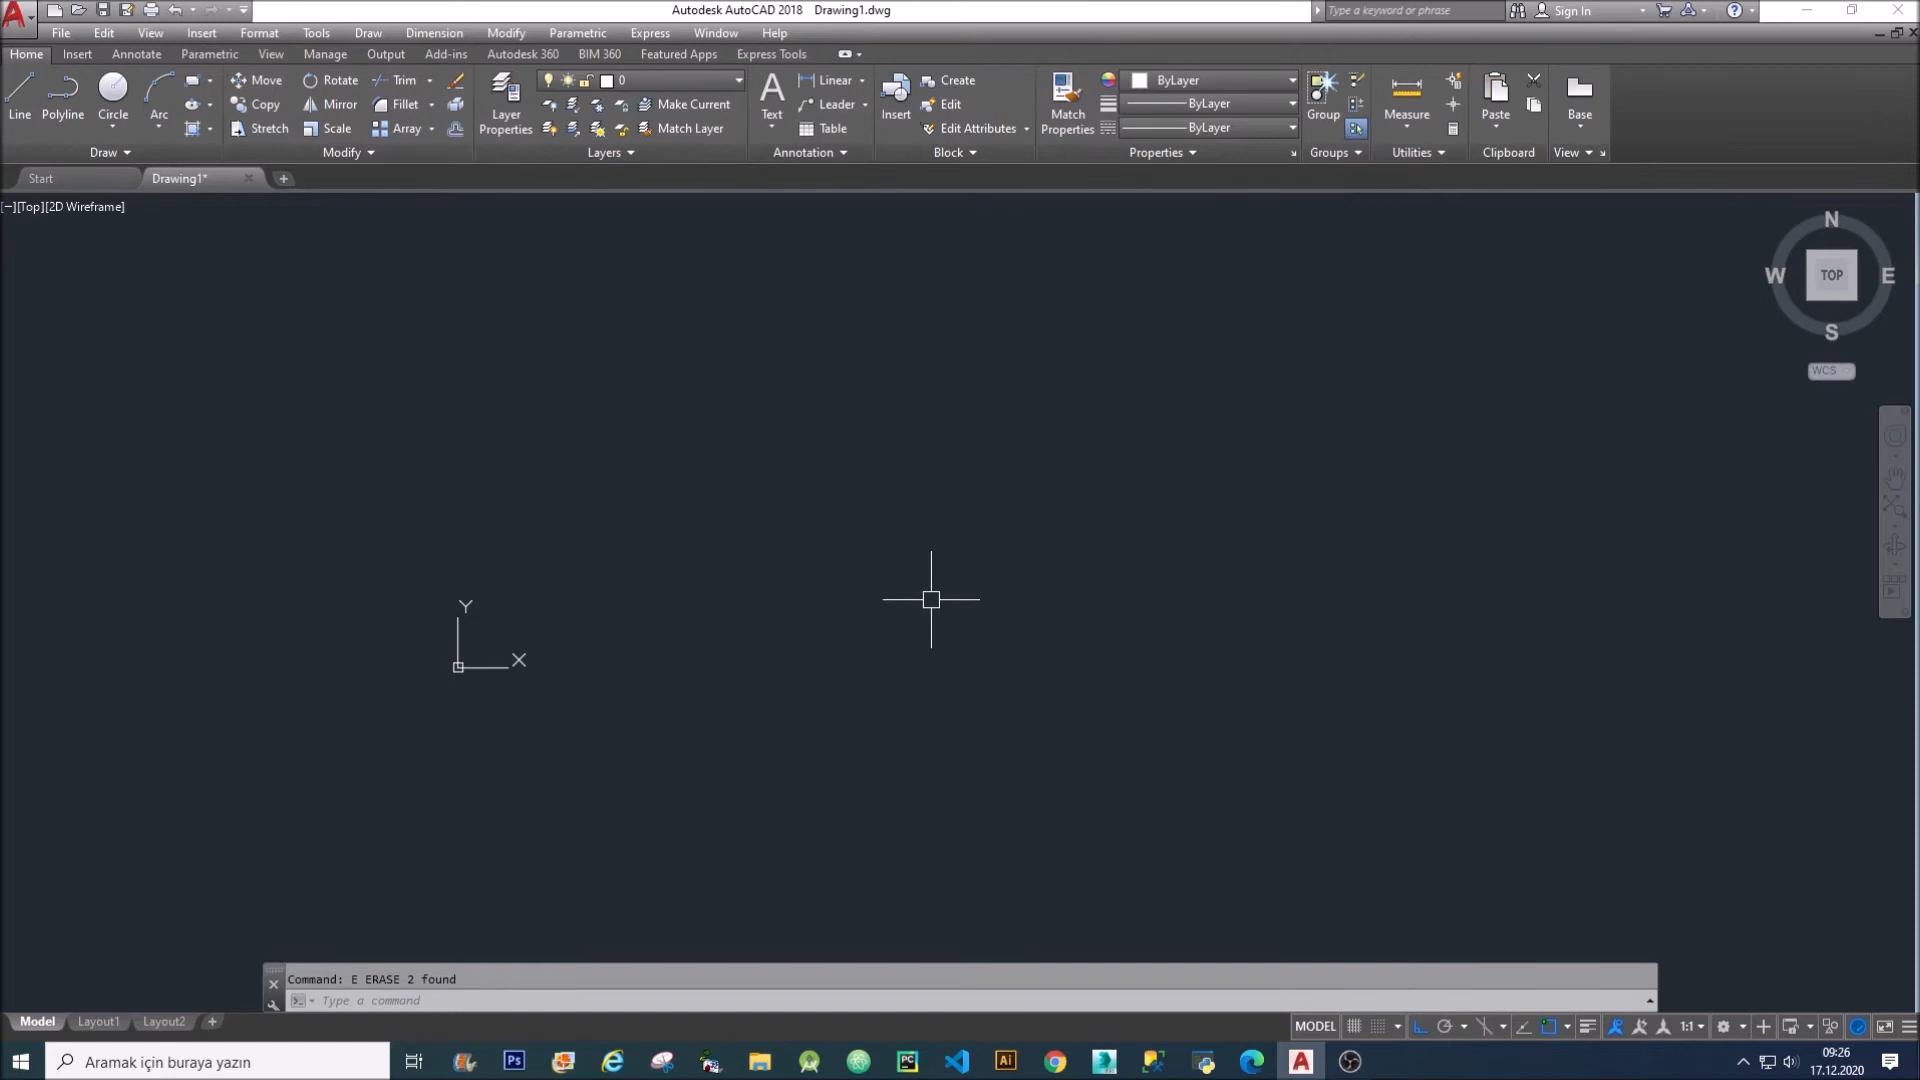 Autodesk AutoCAD 2018 Drawing1.dwg
Type a keyword or phrase
Sign In
File Edit View Insert Format Tools Draw Dimension Modify Parametric Express Window Help
Home Insert Annotate Parametric View Manage Output Add-ins Autodesk 360 BIM 360 Featured Apps Express Tools
Move Rotate Trim 0 Linear Create ByLayer
Copy Mirror Fillet Make Current Leader Edit ByLayer
Line Polyline Circle Arc Layer Text Insert Match Group Measure Paste Base
Stretch Scale Array Properties Match Layer Table Edit Attributes Properties ByLayer
Draw Modify Layers Annotation Block Properties Groups Utilities Clipboard View
Start Drawing1*
[−][Top][2D Wireframe]
N
W TOP E
S
WCS
Y
X
Command: E ERASE 2 found
Type a command
Model Layout1 Layout2 +
MODEL 1:1
Aramak için buraya yazın
Ps
PC
Ai
A
09:26
17.12.2020